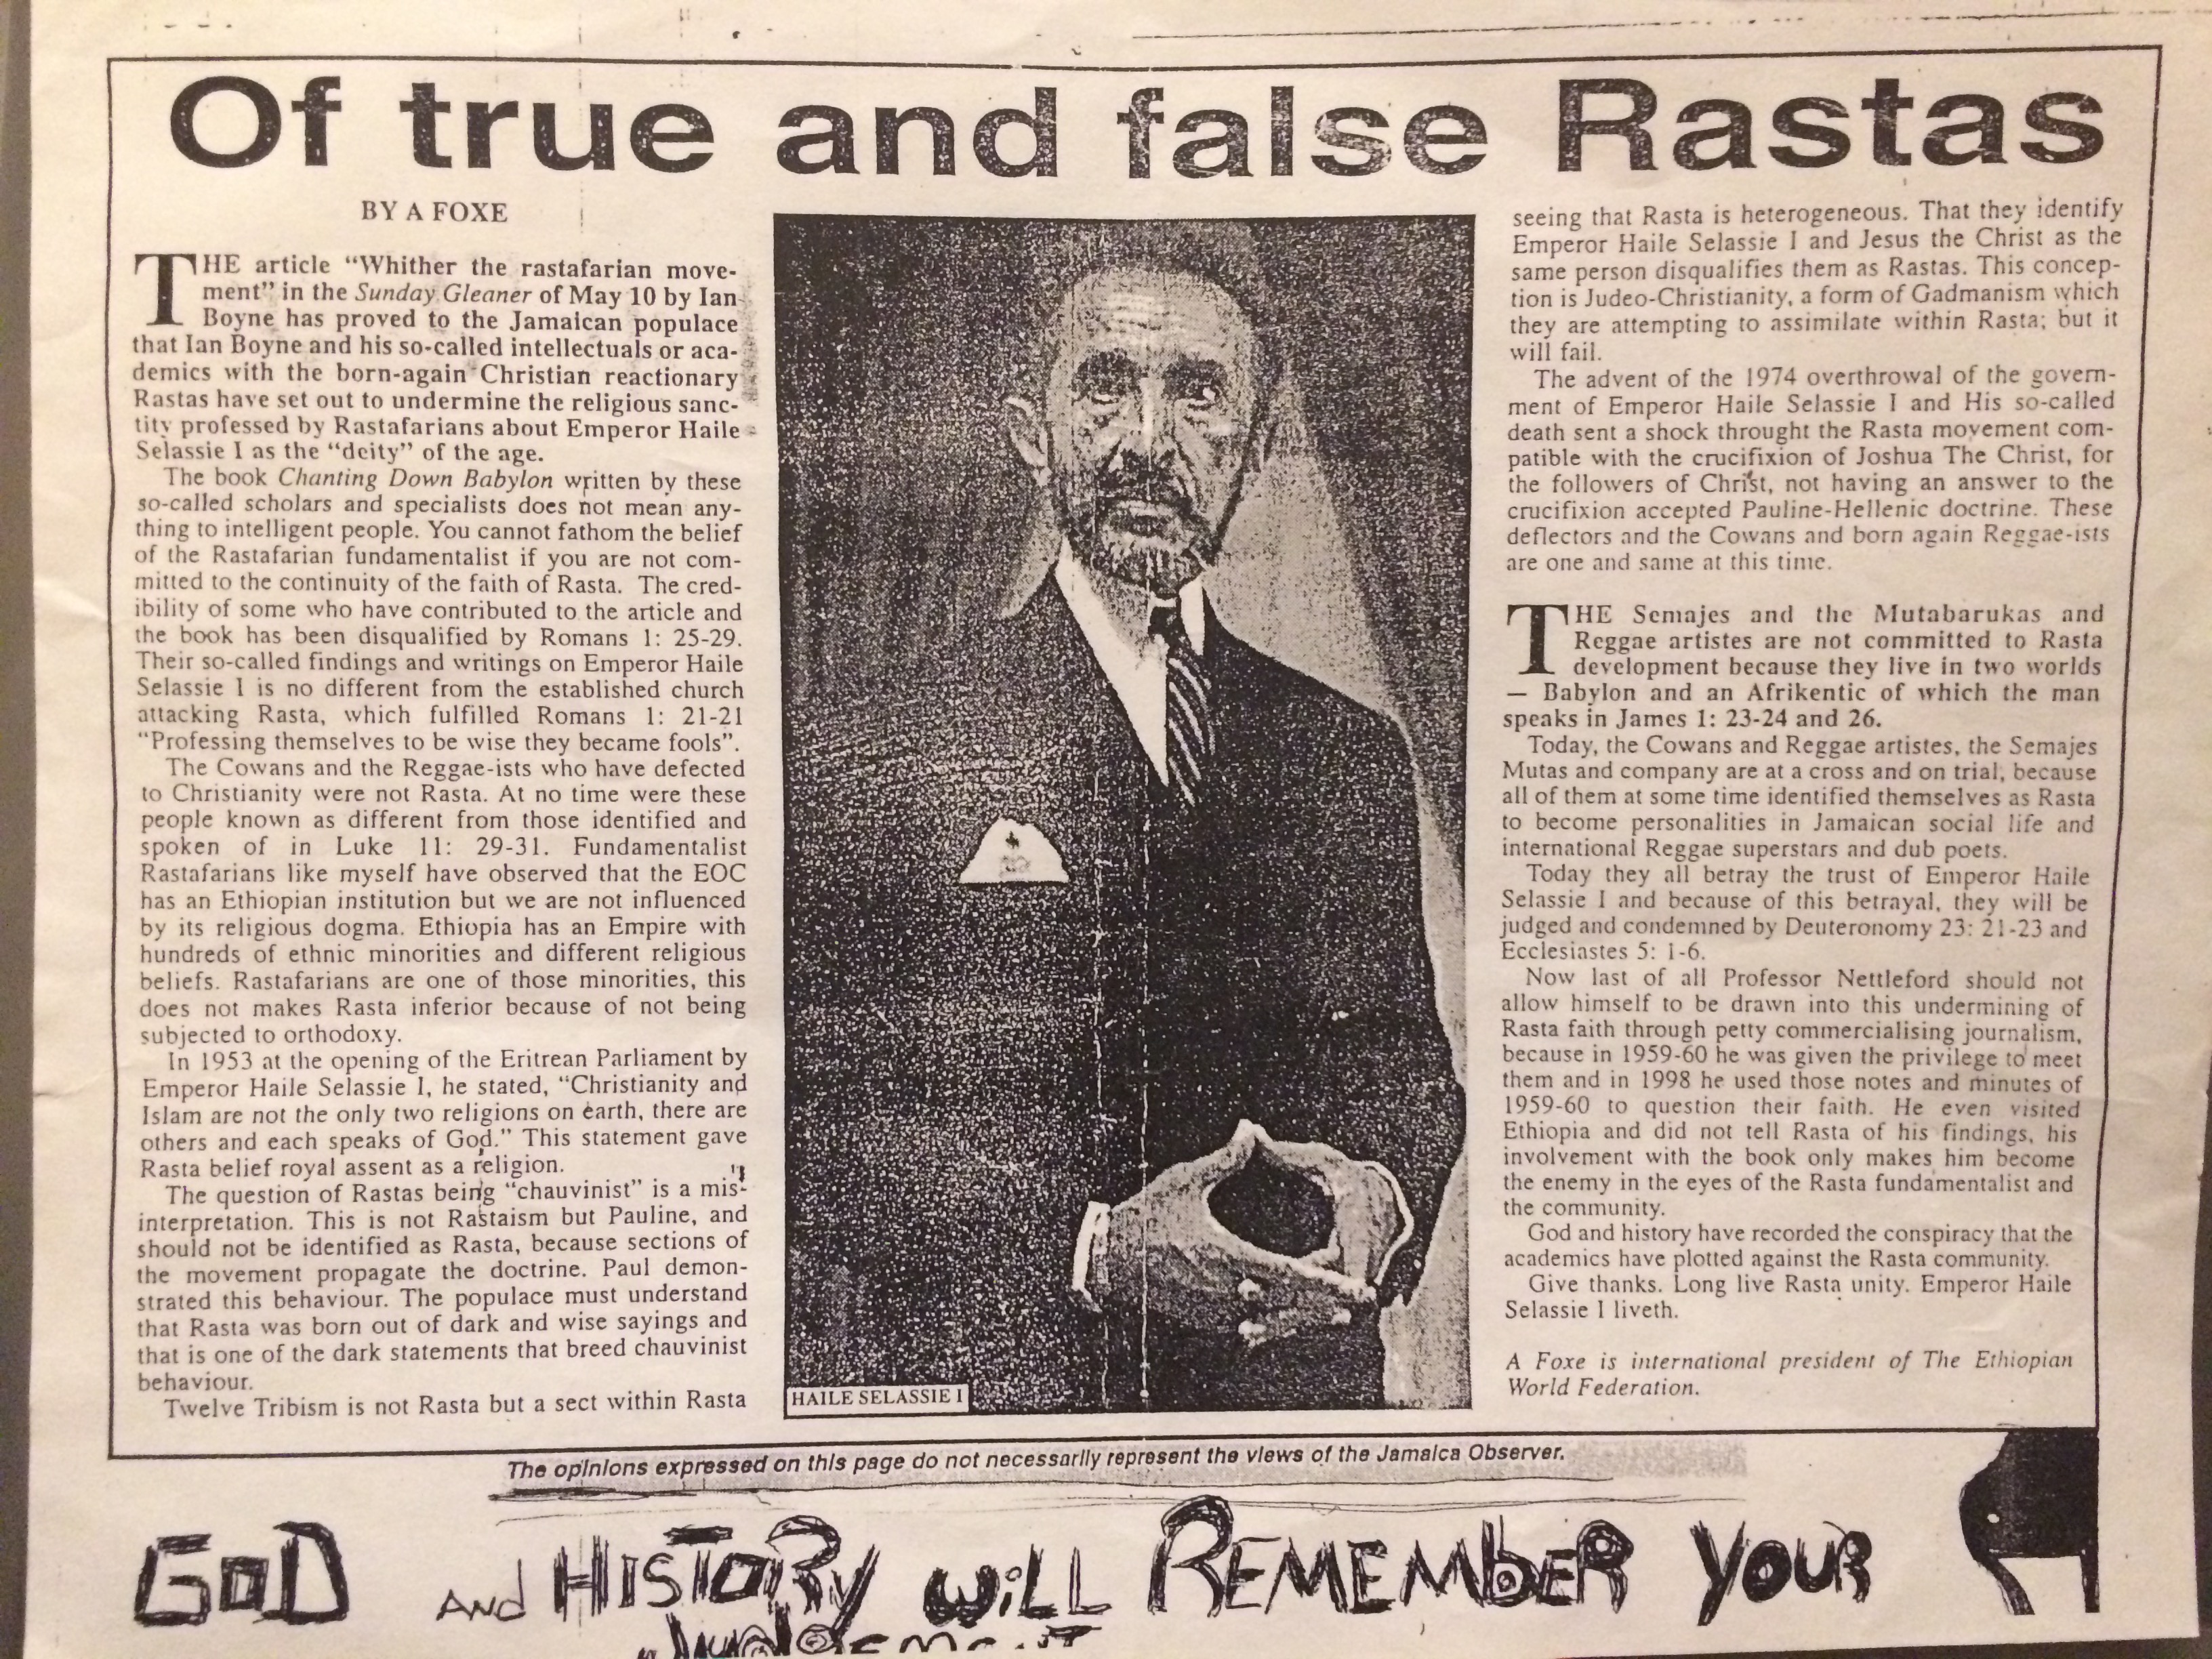 Of true and false Rastas
BY A FOXE
THE article “Whither the rastafarian move-
ment” in the Sunday Gleaner of May 10 by Ian
Boyne has proved to the Jamaican populace
that Ian Boyne and his so-called intellectuals or aca-
demics with the born-again Christian reactionary
Rastas have set out to undermine the religious sanc-
tity professed by Rastafarians about Emperor Haile
Selassie I as the “deity” of the age.
The book Chanting Down Babylon written by these
so-called scholars and specialists does not mean any-
thing to intelligent people. You cannot fathom the belief
of the Rastafarian fundamentalist if you are not com-
mitted to the continuity of the faith of Rasta. The cred-
ibility of some who have contributed to the article and
the book has been disqualified by Romans 1: 25-29.
Their so-called findings and writings on Emperor Haile
Selassie I is no different from the established church
attacking Rasta, which fulfilled Romans 1: 21-21
“Professing themselves to be wise they became fools”.
The Cowans and the Reggae-ists who have defected
to Christianity were not Rasta. At no time were these
people known as different from those identified and
spoken of in Luke 11: 29-31. Fundamentalist
Rastafarians like myself have observed that the EOC
has an Ethiopian institution but we are not influenced
by its religious dogma. Ethiopia has an Empire with
hundreds of ethnic minorities and different religious
beliefs. Rastafarians are one of those minorities, this
does not makes Rasta inferior because of not being
subjected to orthodoxy.
In 1953 at the opening of the Eritrean Parliament by
Emperor Haile Selassie I, he stated, “Christianity and
Islam are not the only two religions on earth, there are
others and each speaks of God.” This statement gave
Rasta belief royal assent as a religion.
The question of Rastas being “chauvinist” is a mis-
interpretation. This is not Rastaism but Pauline, and
should not be identified as Rasta, because sections of
the movement propagate the doctrine. Paul demon-
strated this behaviour. The populace must understand
that Rasta was born out of dark and wise sayings and
that is one of the dark statements that breed chauvinist
behaviour.
Twelve Tribism is not Rasta but a sect within Rasta
HAILE SELASSIE I
seeing that Rasta is heterogeneous. That they identify
Emperor Haile Selassie I and Jesus the Christ as the
same person disqualifies them as Rastas. This concep-
tion is Judeo-Christianity, a form of Gadmanism which
they are attempting to assimilate within Rasta; but it
will fail.
The advent of the 1974 overthrowal of the govern-
ment of Emperor Haile Selassie I and His so-called
death sent a shock throught the Rasta movement com-
patible with the crucifixion of Joshua The Christ, for
the followers of Christ, not having an answer to the
crucifixion accepted Pauline-Hellenic doctrine. These
deflectors and the Cowans and born again Reggae-ists
are one and same at this time.
THE Semajes and the Mutabarukas and
Reggae artistes are not committed to Rasta
development because they live in two worlds
— Babylon and an Afrikentic of which the man
speaks in James 1: 23-24 and 26.
Today, the Cowans and Reggae artistes, the Semajes
Mutas and company are at a cross and on trial, because
all of them at some time identified themselves as Rasta
to become personalities in Jamaican social life and
international Reggae superstars and dub poets.
Today they all betray the trust of Emperor Haile
Selassie I and because of this betrayal, they will be
judged and condemned by Deuteronomy 23: 21-23 and
Ecclesiastes 5: 1-6.
Now last of all Professor Nettleford should not
allow himself to be drawn into this undermining of
Rasta faith through petty commercialising journalism,
because in 1959-60 he was given the privilege to meet
them and in 1998 he used those notes and minutes of
1959-60 to question their faith. He even visited
Ethiopia and did not tell Rasta of his findings, his
involvement with the book only makes him become
the enemy in the eyes of the Rasta fundamentalist and
the community.
God and history have recorded the conspiracy that the
academics have plotted against the Rasta community.
Give thanks. Long live Rasta unity. Emperor Haile
Selassie I liveth.
A Foxe is international president of The Ethiopian
World Federation.
The opinions expressed on this page do not necessarily represent the views of the Jamaica Observer.
GOD AND HISTORY WiLL REMEMBER YOUR
JUNDGEMENT